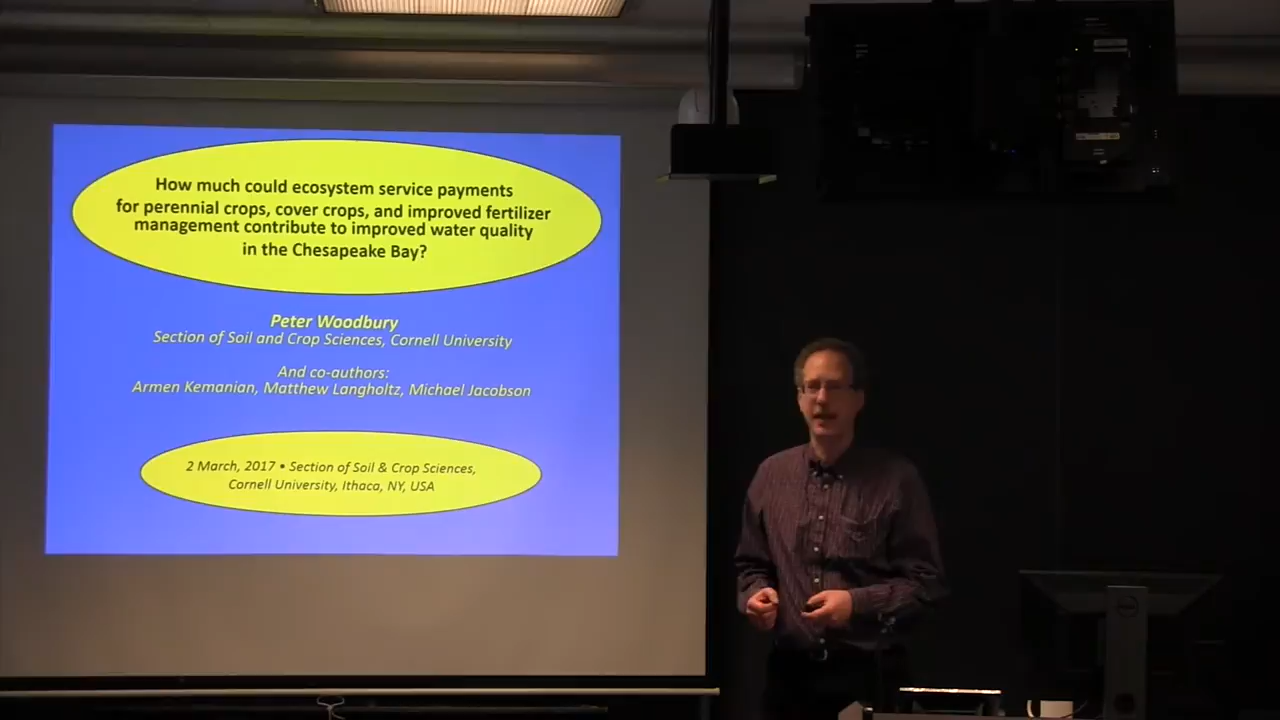 How much could ecosystem service payments
for perennial crops, cover crops, and improved fertilizer
management contribute to improved water quality
in the Chesapeake Bay?
Peter Woodbury
Section of Soil and Crop Sciences, Cornell University
And co-authors:
Armen Kemanian, Matthew Langholtz, Michael Jacobson
2 March, 2017 • Section of Soil & Crop Sciences,
Cornell University, Ithaca, NY, USA